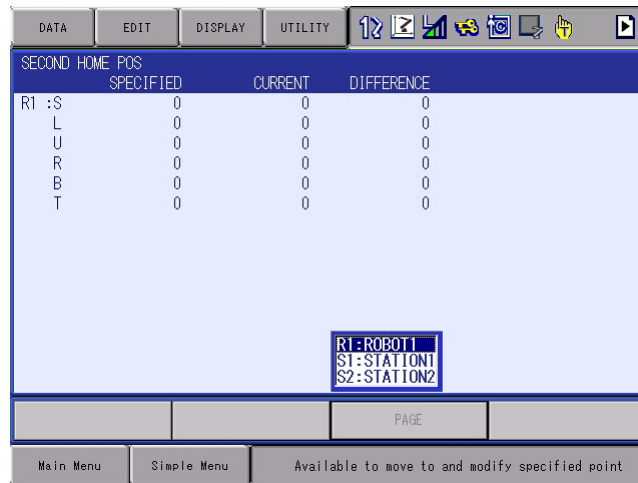 DATA EDIT DISPLAY UTILITY
SECOND HOME POS
SPECIFIED CURRENT DIFFERENCE
R1 :S 0 0 0
L 0 0 0
U 0 0 0
R 0 0 0
B 0 0 0
T 0 0 0
R1:ROBOT1
S1:STATION1
S2:STATION2
PAGE
Main Menu Simple Menu Available to move to and modify specified point